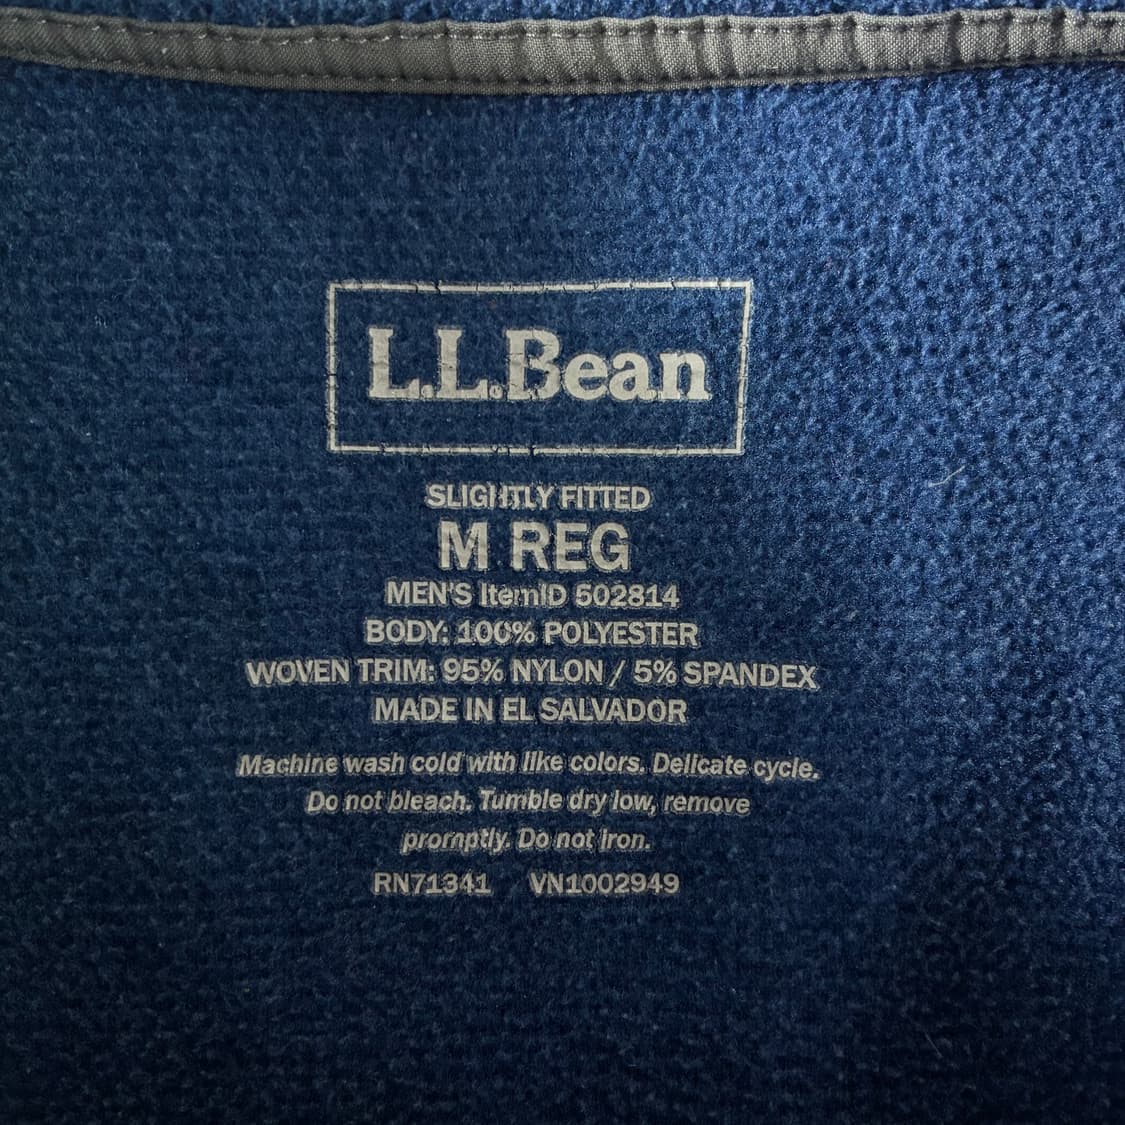 L.L.Bean
SLIGHTLY FITTED
M REG
MEN'S ItemID 502814
BODY: 100% POLYESTER
WOVEN TRIM: 95% NYLON / 5% SPANDEX
MADE IN EL SALVADOR
Machine wash cold with like colors. Delicate cycle.
Do not bleach. Tumble dry low, remove
promptly. Do not iron.
RN71341 VN1002949